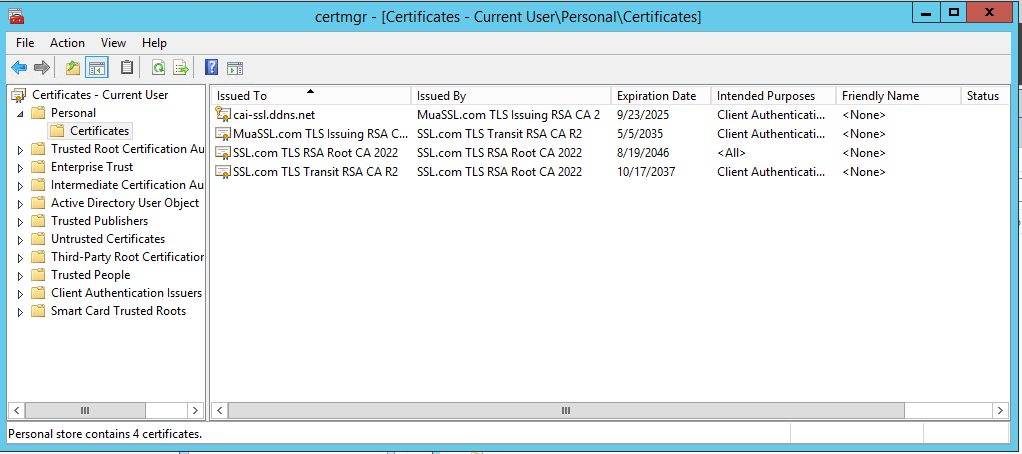 certmgr - [Certificates - Current User\Personal\Certificates]
File Action View Help
Certificates - Current User
Personal
Certificates
Trusted Root Certification Au
Enterprise Trust
Intermediate Certification Au
Active Directory User Object
Trusted Publishers
Untrusted Certificates
Third-Party Root Certification
Trusted People
Client Authentication Issuers
Smart Card Trusted Roots
Issued To Issued By Expiration Date Intended Purposes Friendly Name Status
cai-ssl.ddns.net MuaSSL.com TLS Issuing RSA CA 2 9/23/2025 Client Authenticati... <None>
MuaSSL.com TLS Issuing RSA C... SSL.com TLS Transit RSA CA R2 5/5/2035 Client Authenticati... <None>
SSL.com TLS RSA Root CA 2022 SSL.com TLS RSA Root CA 2022 8/19/2046 <All> <None>
SSL.com TLS Transit RSA CA R2 SSL.com TLS RSA Root CA 2022 10/17/2037 Client Authenticati... <None>
Personal store contains 4 certificates.